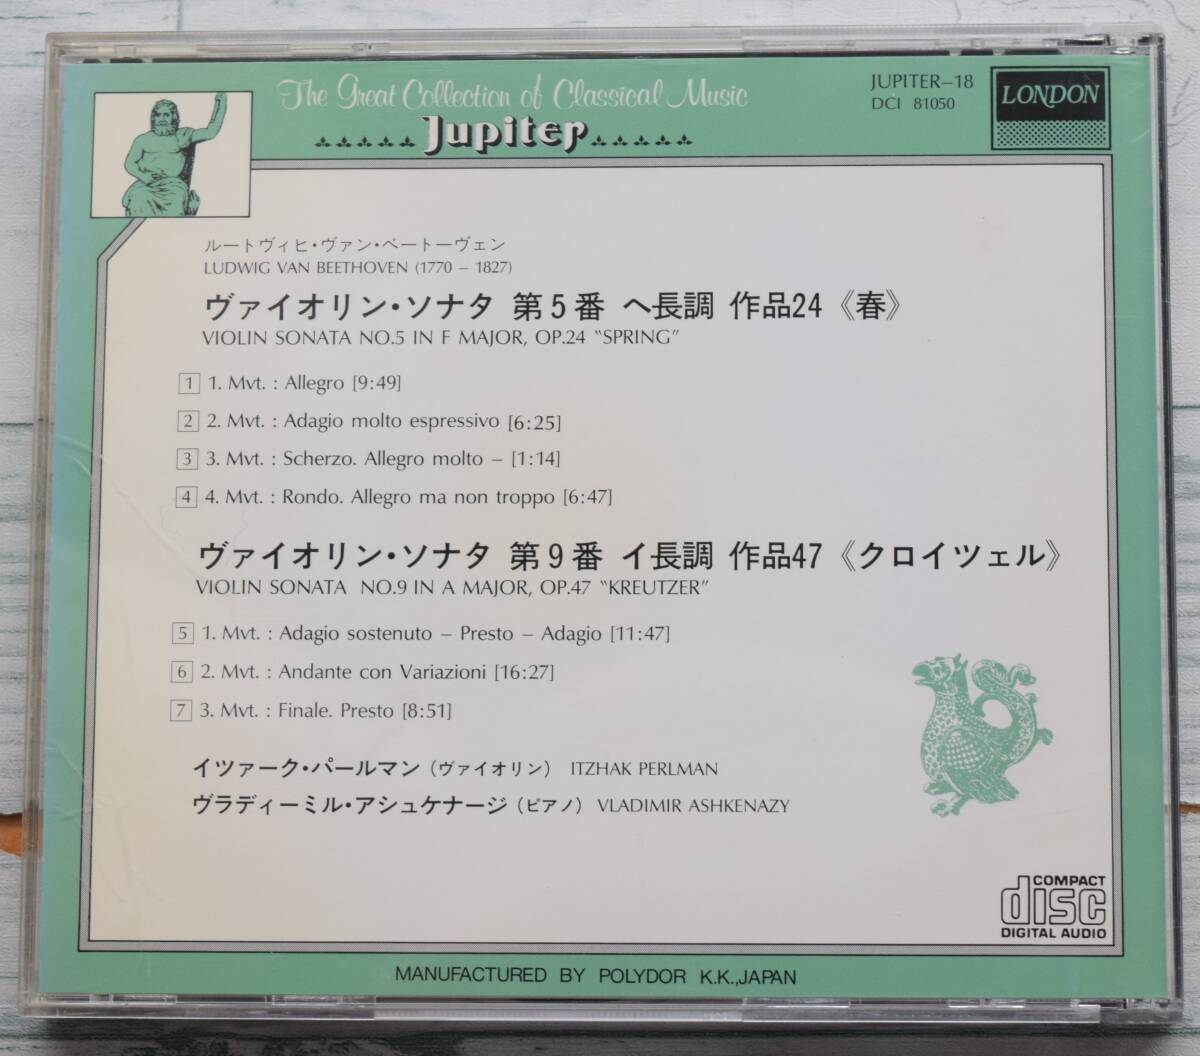 The Great Collection of Classical Music
Jupiter
JUPITER–18
DCI 81050
LONDON
ルートヴィヒ・ヴァン・ベートーヴェン
LUDWIG VAN BEETHOVEN (1770 – 1827)
ヴァイオリン・ソナタ 第5番 ヘ長調 作品24《春》
VIOLIN SONATA NO.5 IN F MAJOR, OP.24 “SPRING”
1 1. Mvt. : Allegro [9:49]
2 2. Mvt. : Adagio molto espressivo [6:25]
3 3. Mvt. : Scherzo. Allegro molto – [1:14]
4 4. Mvt. : Rondo. Allegro ma non troppo [6:47]
ヴァイオリン・ソナタ 第9番 イ長調 作品47《クロイツェル》
VIOLIN SONATA NO.9 IN A MAJOR, OP.47 “KREUTZER”
5 1. Mvt. : Adagio sostenuto – Presto – Adagio [11:47]
6 2. Mvt. : Andante con Variazioni [16:27]
7 3. Mvt. : Finale. Presto [8:51]
イツァーク・パールマン（ヴァイオリン） ITZHAK PERLMAN
ヴラディーミル・アシュケナージ（ピアノ） VLADIMIR ASHKENAZY
COMPACT
disc
DIGITAL AUDIO
MANUFACTURED BY POLYDOR K.K.,JAPAN